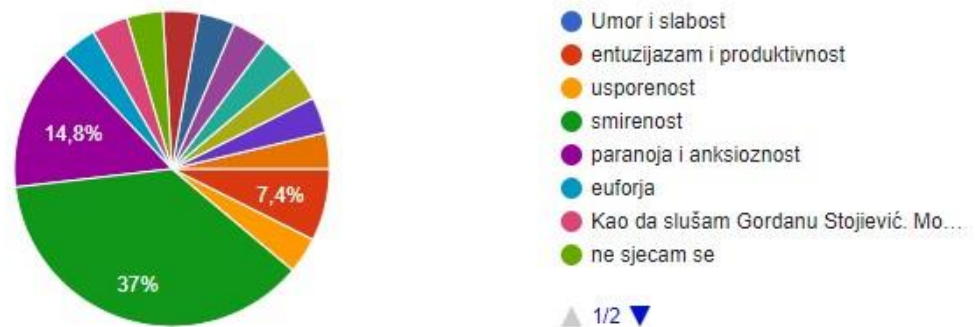 14,8%
7,4%
37%
Umor i slabost
entuzijazam i produktivnost
usporenost
smirenost
paranoja i anksioznost
euforja
Kao da slušam Gordanu Stojiević. Mo...
ne sjecam se
1/2